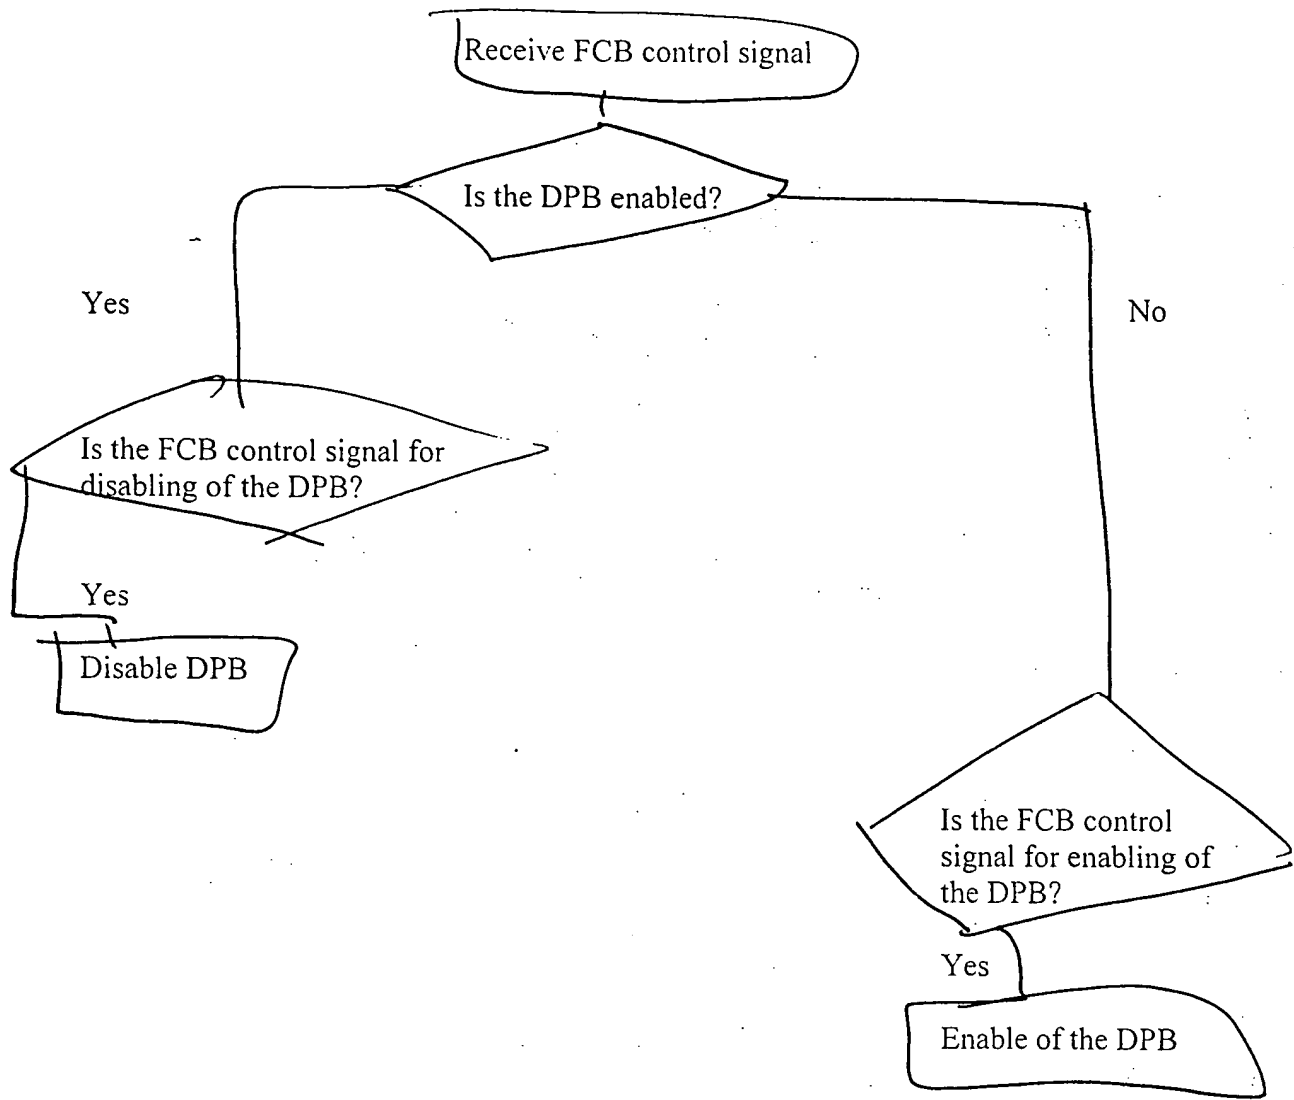 Receive FCB control signal
Is the DPB enabled?
Yes
No
Is the FCB control signal for
disabling of the DPB?
Yes
Disable DPB
Is the FCB control
signal for enabling of
the DPB?
Yes
Enable of the DPB